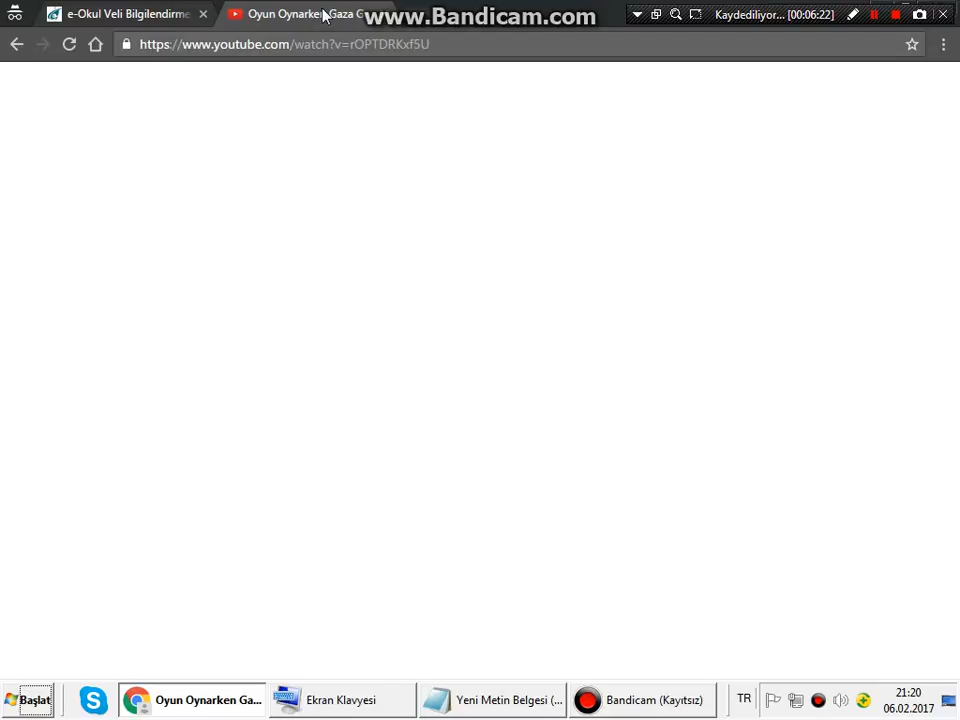 e-Okul Veli Bilgilendirme
Oyun Oynarken Gaza G
www.Bandicam.com
Kaydediliyor... [00:06:22]
https://www.youtube.com/watch?v=rOPTDRKxf5U
Başlat
Oyun Oynarken Ga...
Ekran Klavyesi
Yeni Metin Belgesi (...
Bandicam (Kayıtsız)
TR
21:20
06.02.2017